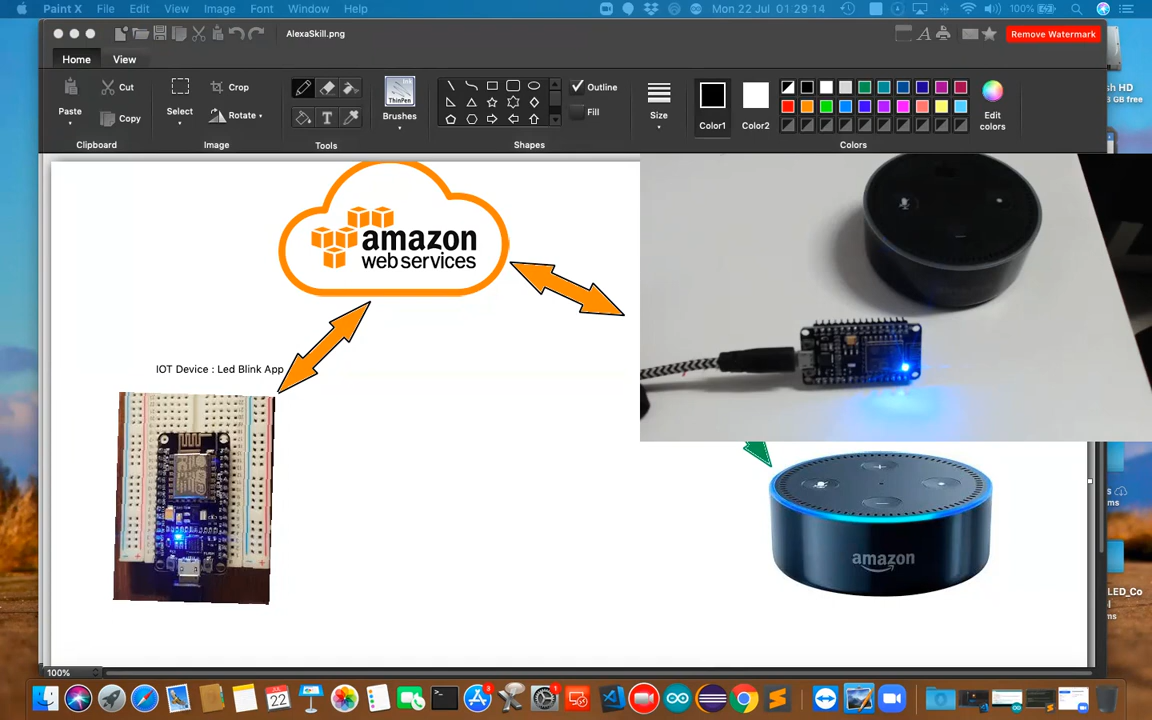 Paint X File Edit View Image Font Window Help
Mon 22 Jul 01:29:14
100%
AlexaSkill.png
Remove Watermark
Home View
Paste
Cut
Copy
Clipboard
Select
Crop
Rotate
Image
Tools
Brushes
Outline
Fill
Shapes
Size
Color1
Color2
Edit
colors
Colors
amazon
web services
IOT Device : Led Blink App
amazon
100%
JUL
22